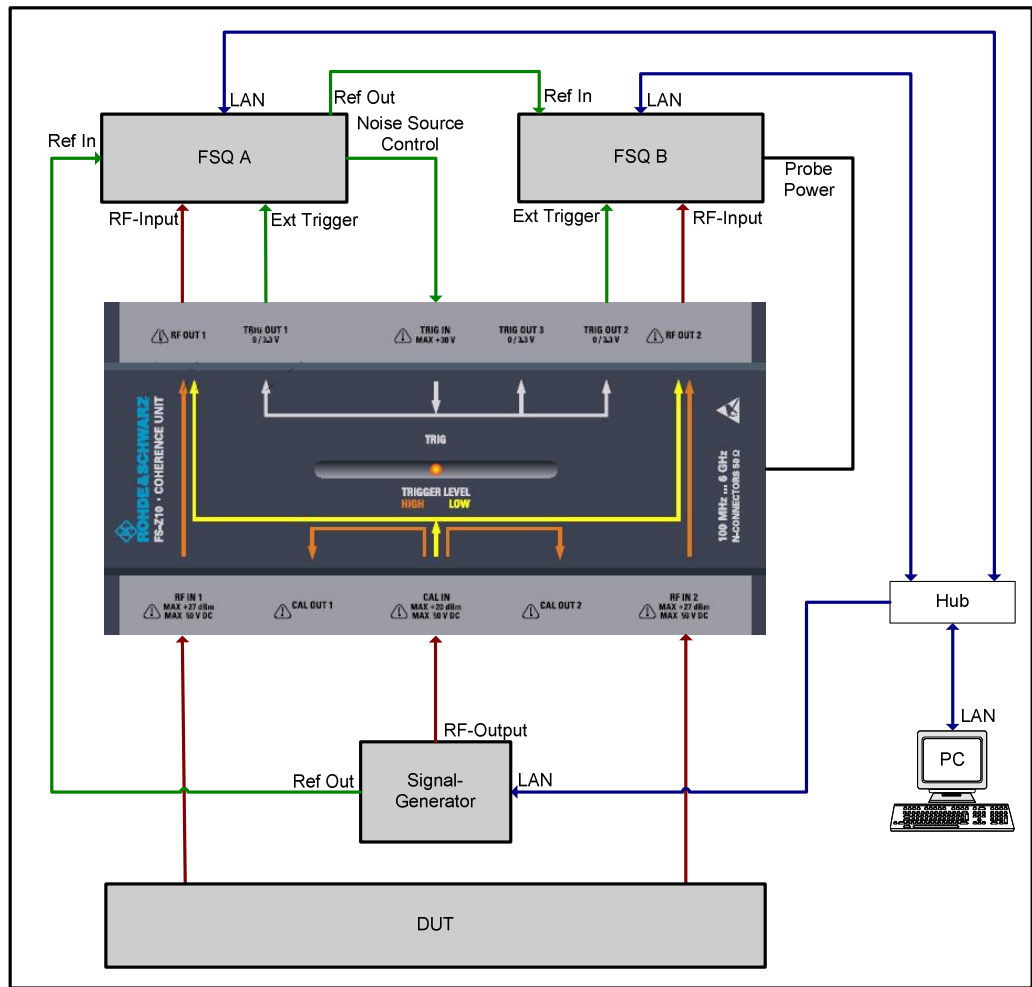 LAN
Ref Out
Ref In
LAN
Ref In
FSQ A
Noise Source
Control
FSQ B
Probe
Power
RF-Input
Ext Trigger
Ext Trigger
RF-Input
RF OUT 1
TRIG OUT 1
0 / 3.3 V
TRIG IN
MAX +30 V
TRIG OUT 3
0 / 3.3 V
TRIG OUT 2
0 / 3.3 V
RF OUT 2
ROHDE & SCHWARZ
FS-Z10 · COHERENCE UNIT
TRIG
TRIGGER LEVEL
HIGH LOW
100 MHz ... 6 GHz
N-CONNECTORS 50 Ω
RF IN 1
MAX +27 dBm
MAX 50 V DC
CAL OUT 1
CAL IN
MAX +20 dBm
MAX 50 V DC
CAL OUT 2
RF IN 2
MAX +27 dBm
MAX 50 V DC
Hub
RF-Output
LAN
Ref Out
Signal-
Generator
LAN
PC
DUT